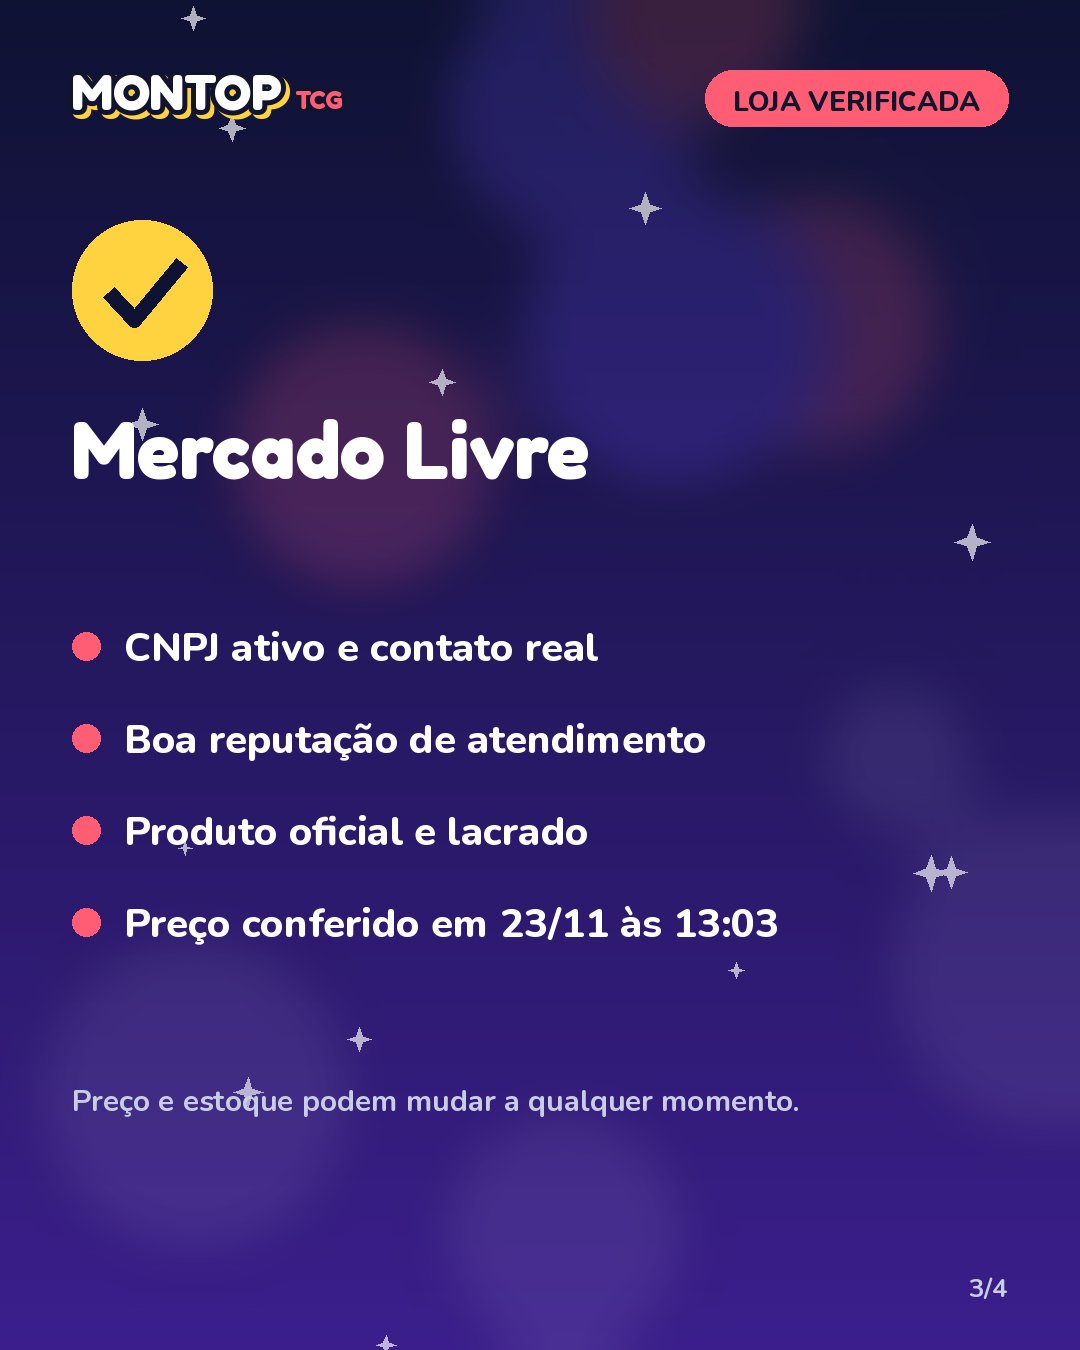 MONTOP TCG
LOJA VERIFICADA
Mercado Livre
CNPJ ativo e contato real
Boa reputação de atendimento
Produto oficial e lacrado
Preço conferido em 23/11 às 13:03
Preço e estoque podem mudar a qualquer momento.
3/4